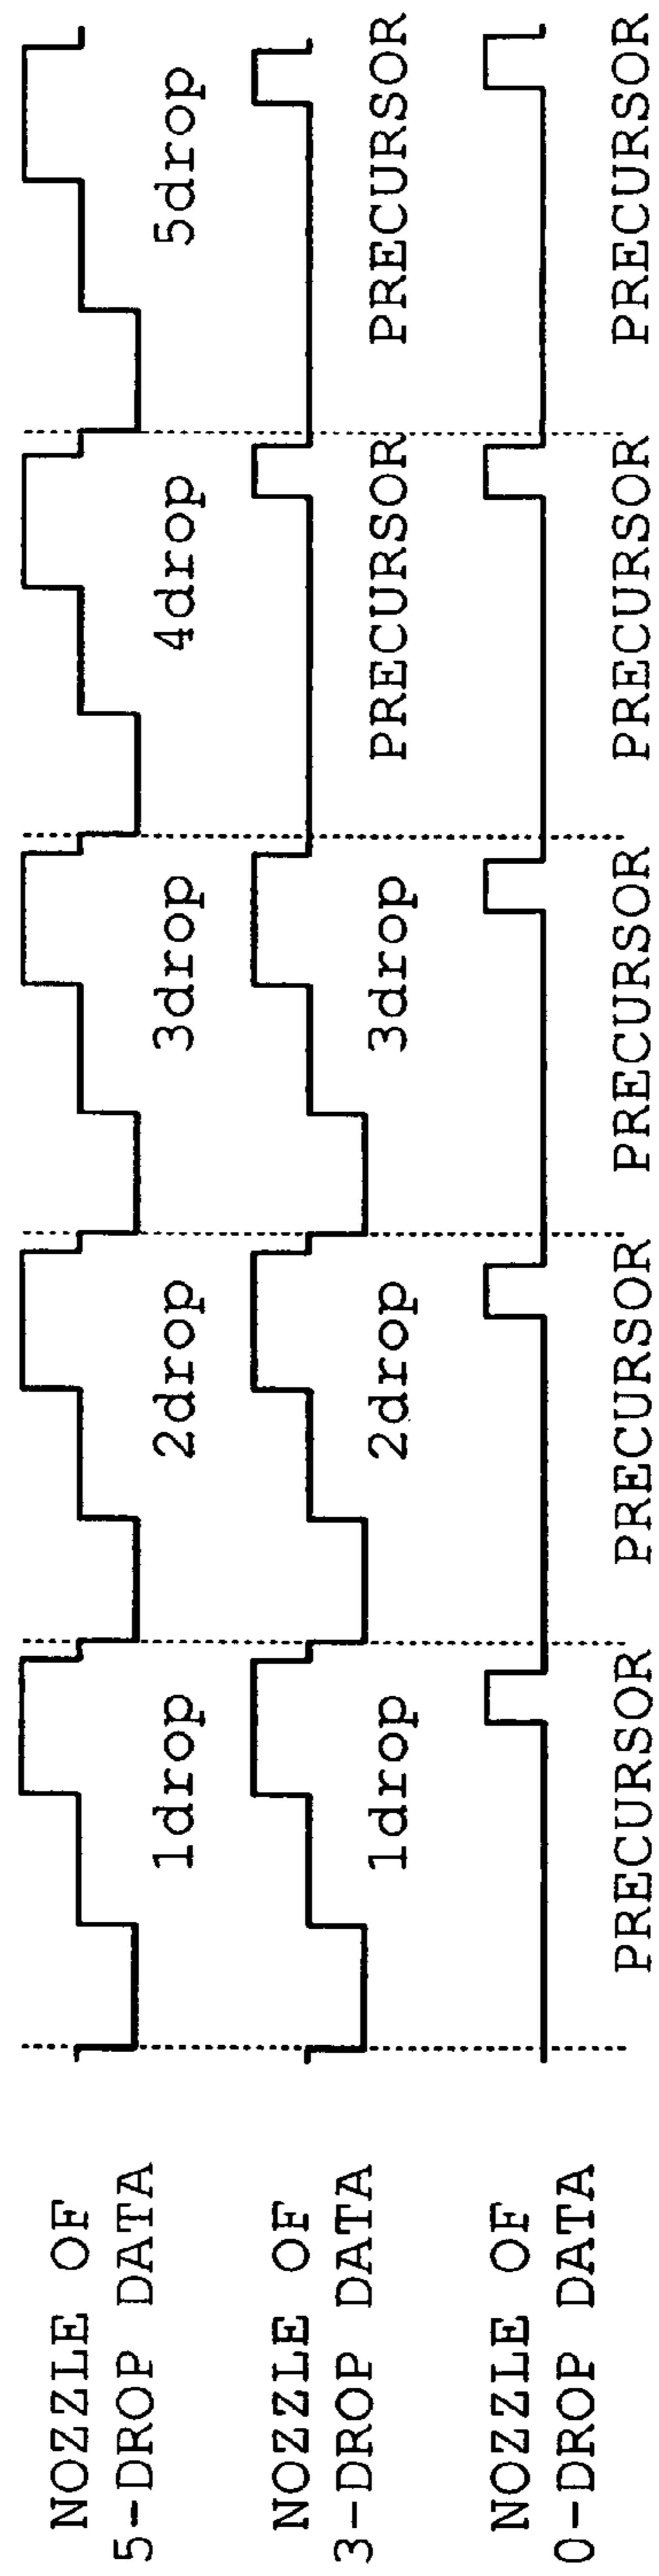 NOZZLE OF
5-DROP DATA
1drop
2drop
3drop
4drop
5drop
NOZZLE OF
3-DROP DATA
1drop
2drop
3drop
PRECURSOR
PRECURSOR
NOZZLE OF
0-DROP DATA
PRECURSOR
PRECURSOR
PRECURSOR
PRECURSOR
PRECURSOR